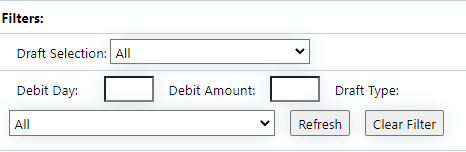 Filters:
Draft Selection: All
Debit Day: Debit Amount: Draft Type:
All Refresh Clear Filter